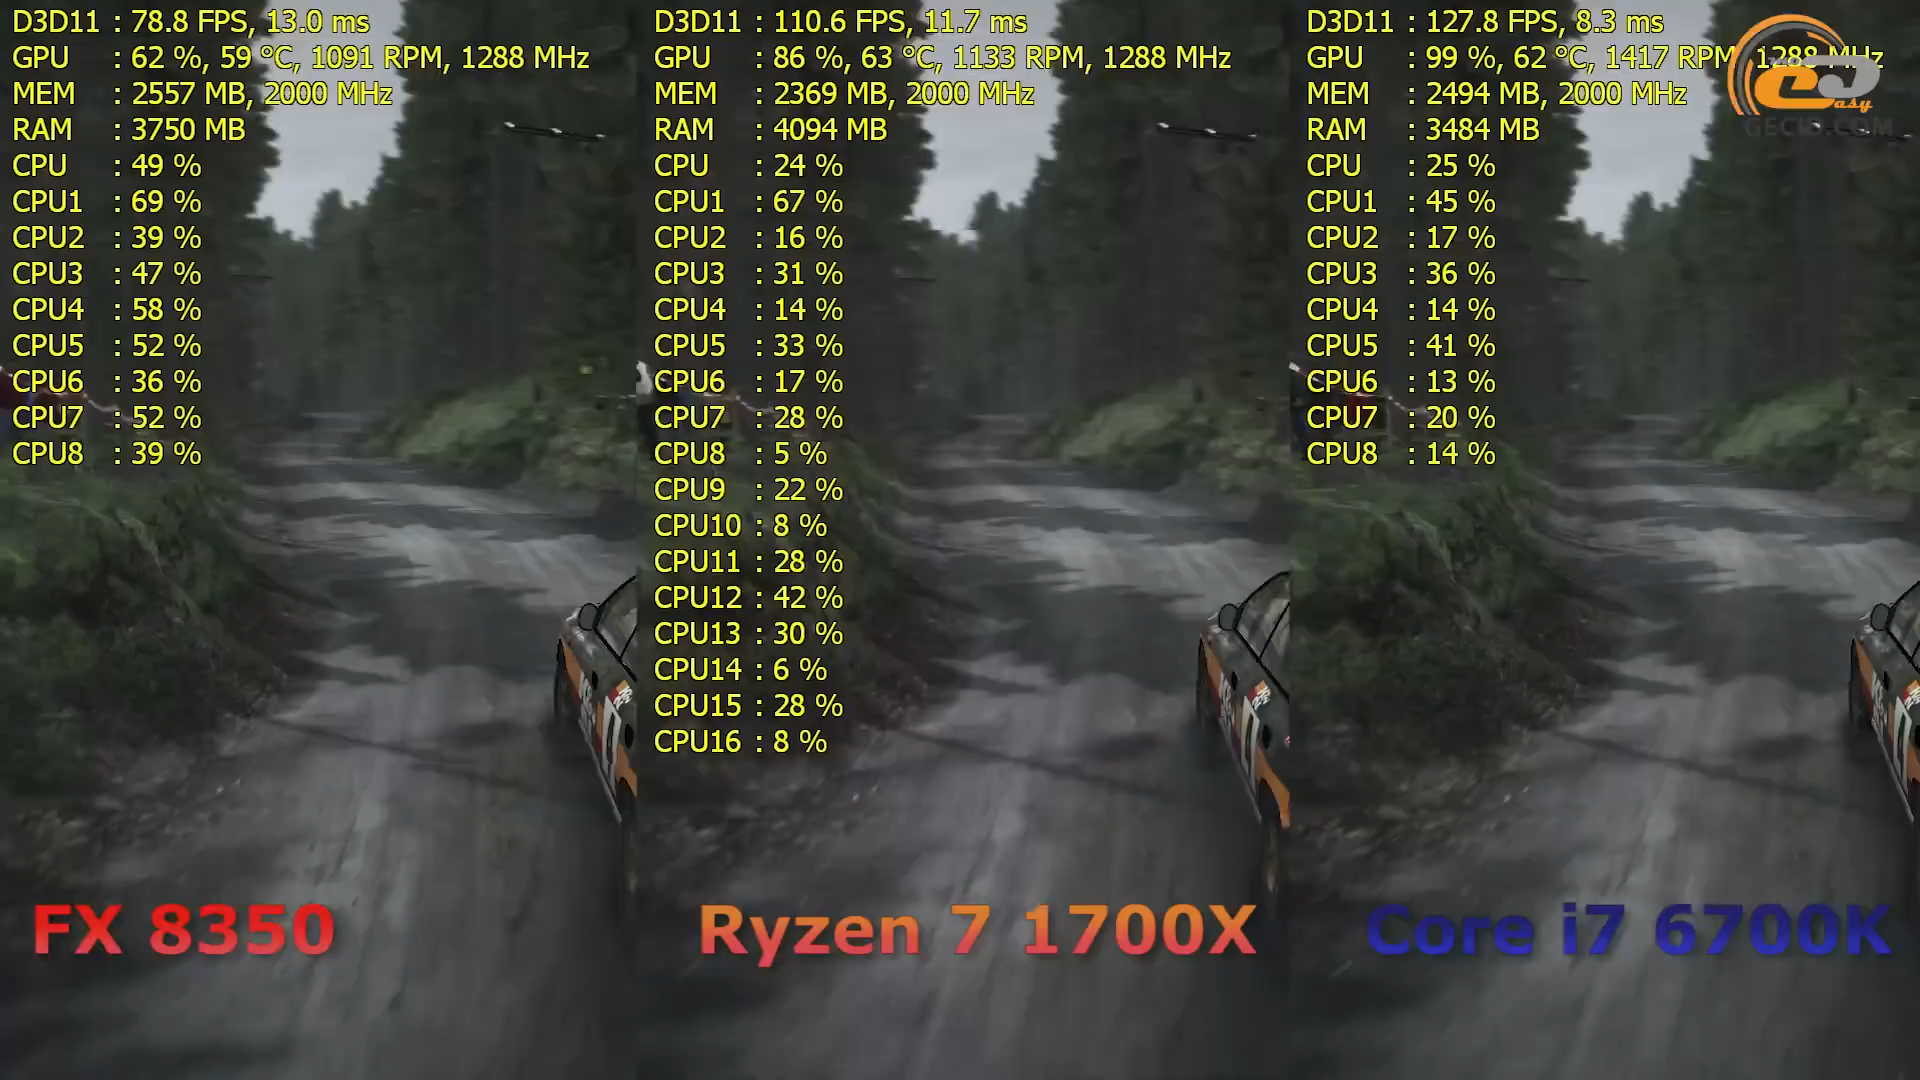 D3D11 : 78.8 FPS, 13.0 ms
GPU : 62 %, 59 °C, 1091 RPM, 1288 MHz
MEM : 2557 MB, 2000 MHz
RAM : 3750 MB
CPU : 49 %
CPU1 : 69 %
CPU2 : 39 %
CPU3 : 47 %
CPU4 : 58 %
CPU5 : 52 %
CPU6 : 36 %
CPU7 : 52 %
CPU8 : 39 %
FX 8350
D3D11 : 110.6 FPS, 11.7 ms
GPU : 86 %, 63 °C, 1133 RPM, 1288 MHz
MEM : 2369 MB, 2000 MHz
RAM : 4094 MB
CPU : 24 %
CPU1 : 67 %
CPU2 : 16 %
CPU3 : 31 %
CPU4 : 14 %
CPU5 : 33 %
CPU6 : 17 %
CPU7 : 28 %
CPU8 : 5 %
CPU9 : 22 %
CPU10 : 8 %
CPU11 : 28 %
CPU12 : 42 %
CPU13 : 30 %
CPU14 : 6 %
CPU15 : 28 %
CPU16 : 8 %
Ryzen 7 1700X
D3D11 : 127.8 FPS, 8.3 ms
GPU : 99 %, 62 °C, 1417 RPM, 1288 MHz
MEM : 2494 MB, 2000 MHz
RAM : 3484 MB
CPU : 25 %
CPU1 : 45 %
CPU2 : 17 %
CPU3 : 36 %
CPU4 : 14 %
CPU5 : 41 %
CPU6 : 13 %
CPU7 : 20 %
CPU8 : 14 %
Core i7 6700K
easy
GECID.COM